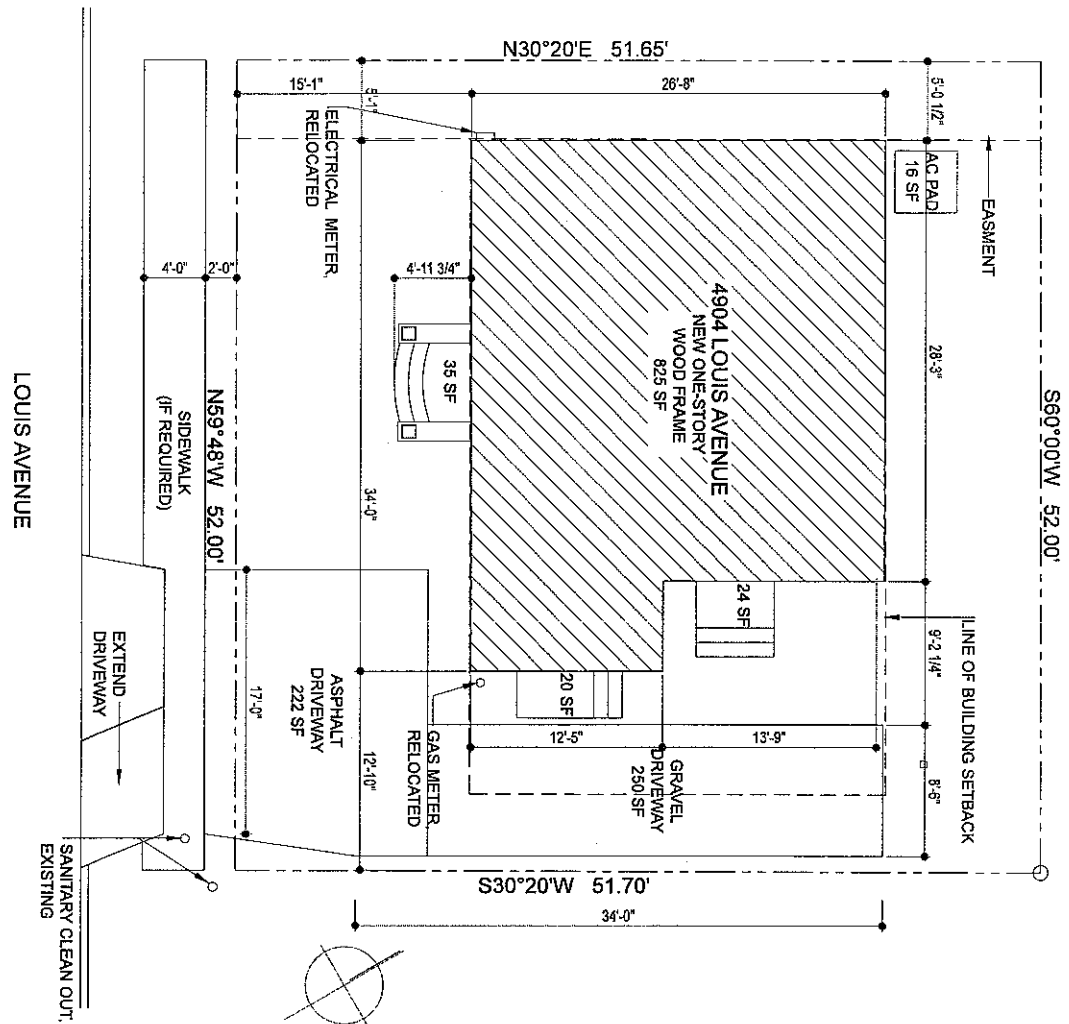 N30°20'E 51.65'
15'-1"
26'-8"
5'-1"
5'-0 1/2"
ELECTRICAL METER,
RELOCATED
AC PAD
16 SF
EASMENT
4'-0"
2'-0"
4'-11 3/4"
35 SF
4904 LOUIS AVENUE
NEW ONE-STORY
WOOD FRAME
825 SF
28'-3"
S60°00'W 52.00'
LOUIS AVENUE
SIDEWALK
(IF REQUIRED)
N59°48'W 52.00'
34'-0"
24 SF
9'-2 1/4"
LINE OF BUILDING SETBACK
EXTEND
DRIVEWAY
17'-0"
ASPHALT
DRIVEWAY
222 SF
12'-10"
GAS METER
RELOCATED
20 SF
12'-5"
13'-9"
GRAVEL
DRIVEWAY
250 SF
8'-6"
SANITARY CLEAN OUT,
EXISTING
S30°20'W 51.70'
34'-0"